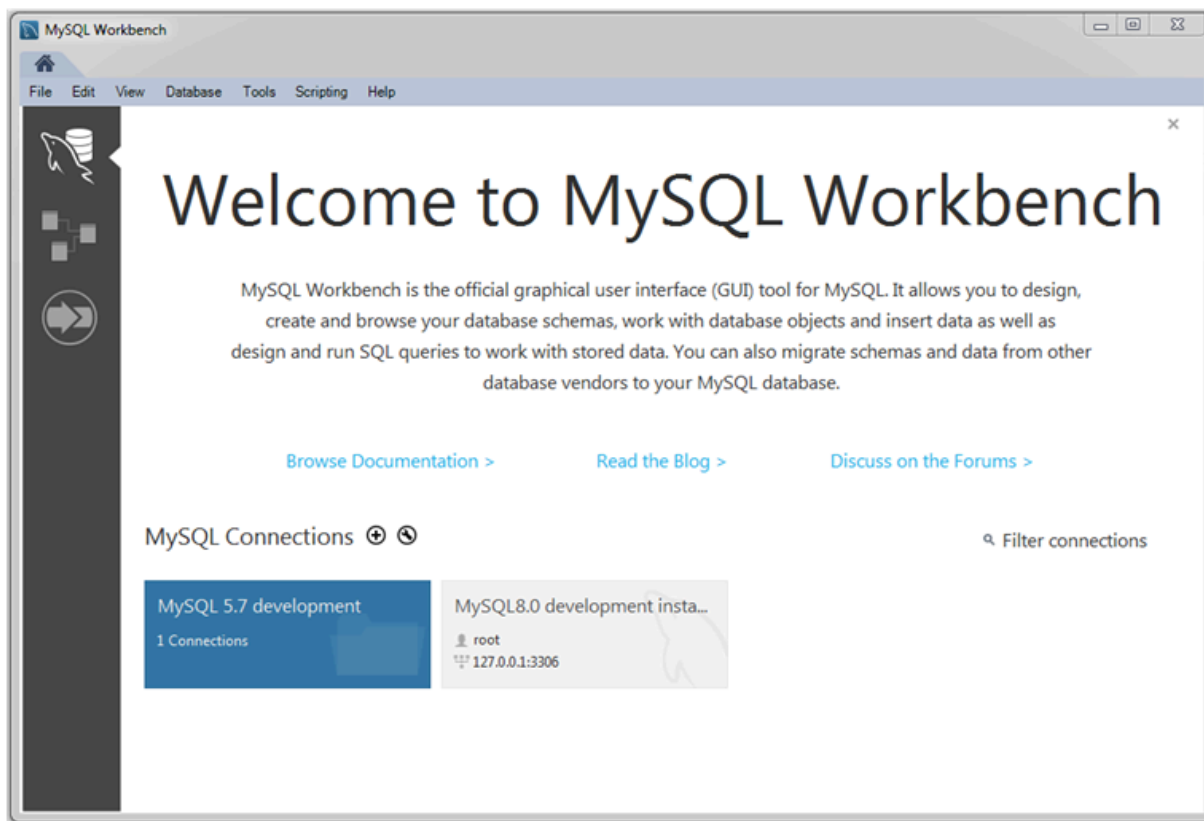 MySQL Workbench
File Edit View Database Tools Scripting Help
Welcome to MySQL Workbench
MySQL Workbench is the official graphical user interface (GUI) tool for MySQL. It allows you to design,
create and browse your database schemas, work with database objects and insert data as well as
design and run SQL queries to work with stored data. You can also migrate schemas and data from other
database vendors to your MySQL database.
Browse Documentation > Read the Blog > Discuss on the Forums >
MySQL Connections Filter connections
MySQL 5.7 development
1 Connections
MySQL8.0 development insta...
root
127.0.0.1:3306